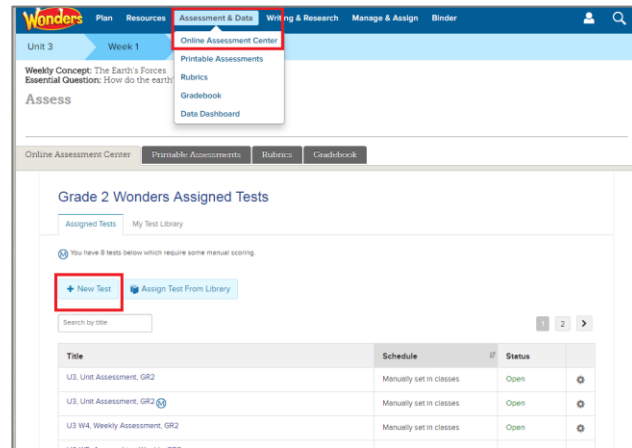 Wonders Plan Resources Assessment & Data Writing & Research Manage & Assign Binder
Unit 3 Week 1
Online Assessment Center
Printable Assessments
Rubrics
Gradebook
Data Dashboard
Weekly Concept: The Earth's Forces
Essential Question: How do the earth'
Assess
Online Assessment Center Printable Assessments Rubrics Gradebook
Grade 2 Wonders Assigned Tests
Assigned Tests My Test Library
M You have 8 tests below which require some manual scoring.
+ New Test Assign Test From Library
Search by title 1 2 >
Title Schedule Status
U3, Unit Assessment, GR2 Manually set in classes Open
U3, Unit Assessment, GR2 M Manually set in classes Open
U3 W4, Weekly Assessment, GR2 Manually set in classes Open